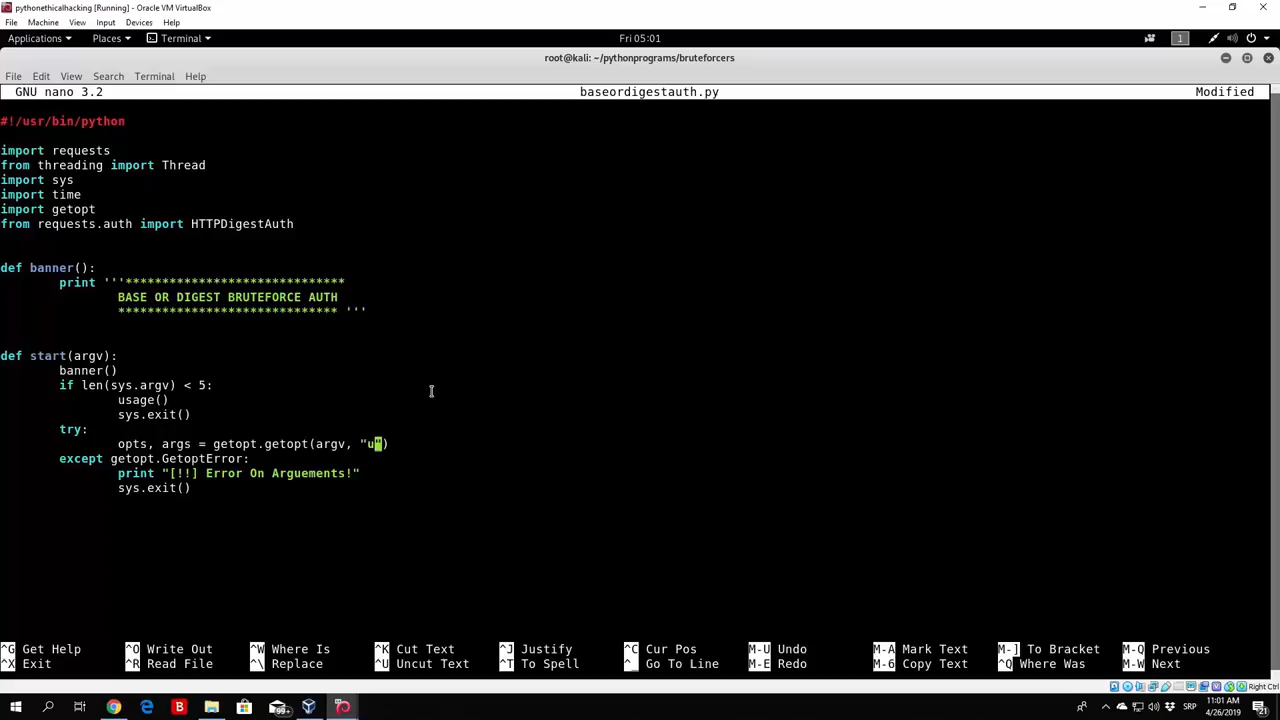 pythonethicalhacking [Running] - Oracle VM VirtualBox
File Machine View Input Devices Help
Applications Places Terminal Fri 05:01 1
root@kali: ~/pythonprograms/bruteforcers
File Edit View Search Terminal Help
GNU nano 3.2 baseordigestauth.py Modified
#!/usr/bin/python
import requests
from threading import Thread
import sys
import time
import getopt
from requests.auth import HTTPDigestAuth
def banner():
print '''******************************
BASE OR DIGEST BRUTEFORCE AUTH
****************************** '''
def start(argv):
banner()
if len(sys.argv) < 5:
usage()
sys.exit()
try:
opts, args = getopt.getopt(argv, "u")
except getopt.GetoptError:
print "[!!] Error On Arguements!"
sys.exit()
^G Get Help ^O Write Out ^W Where Is ^K Cut Text ^J Justify ^C Cur Pos M-U Undo M-A Mark Text M-] To Bracket M-Q Previous
^X Exit ^R Read File ^\ Replace ^U Uncut Text ^T To Spell ^_ Go To Line M-E Redo M-6 Copy Text ^Q Where Was M-W Next
Right Ctrl
99+ SRP 11:01 AM
4/26/2019 21